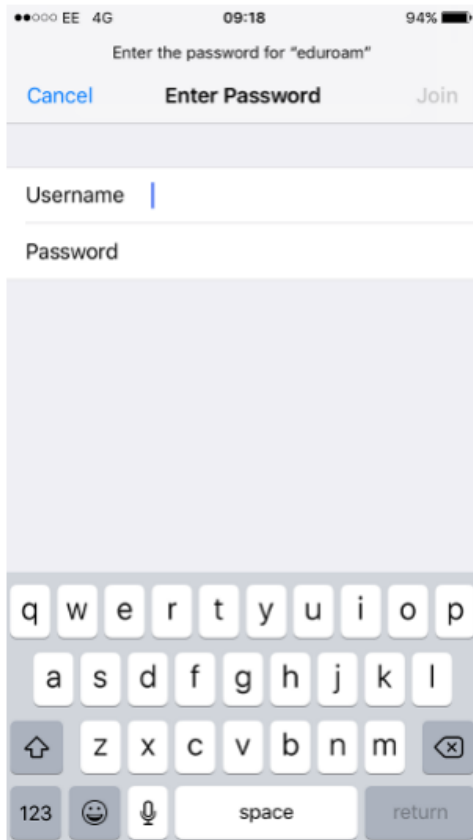 EE 4G 09:18 94%
Enter the password for “eduroam”
Cancel Enter Password Join
Username
Password
q w e r t y u i o p
a s d f g h j k l
z x c v b n m
123 space return